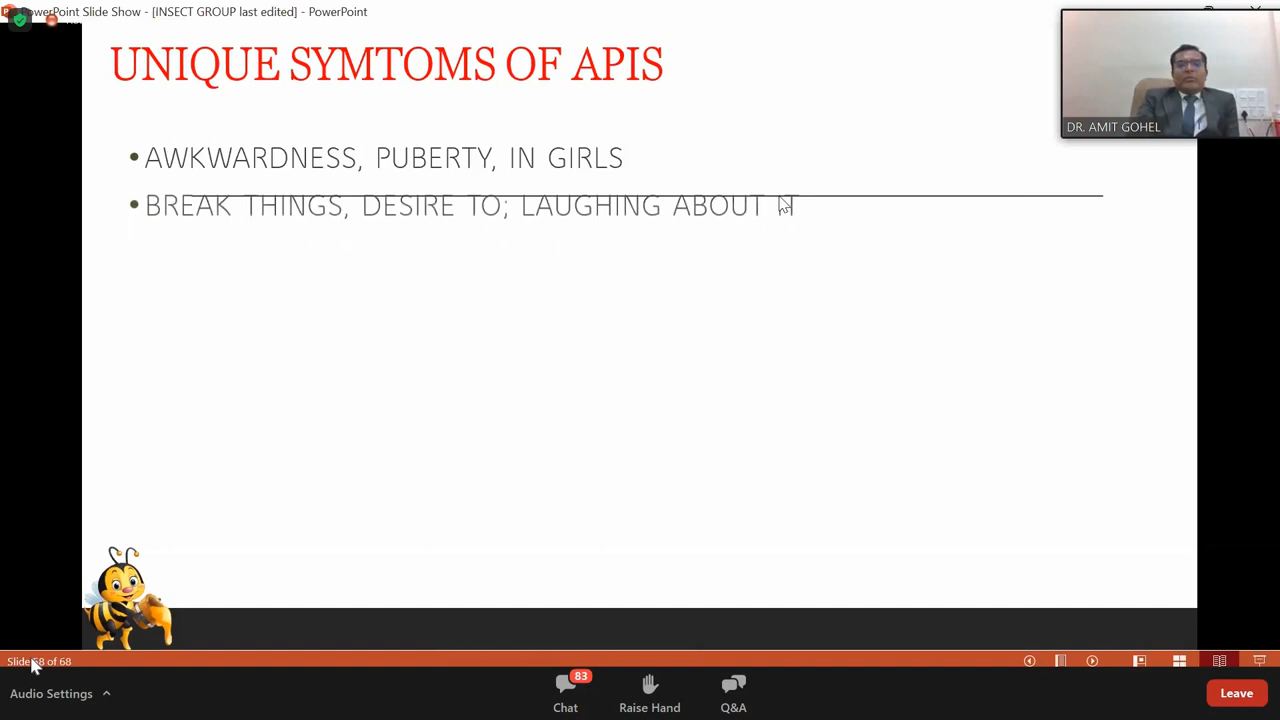 PowerPoint Slide Show - [INSECT GROUP last edited] - PowerPoint
UNIQUE SYMTOMS OF APIS
DR. AMIT GOHEL
• AWKWARDNESS, PUBERTY, IN GIRLS
• BREAK THINGS, DESIRE TO; LAUGHING ABOUT IT
Slide 68 of 68
Audio Settings
83
Chat
Raise Hand
Q&A
Leave